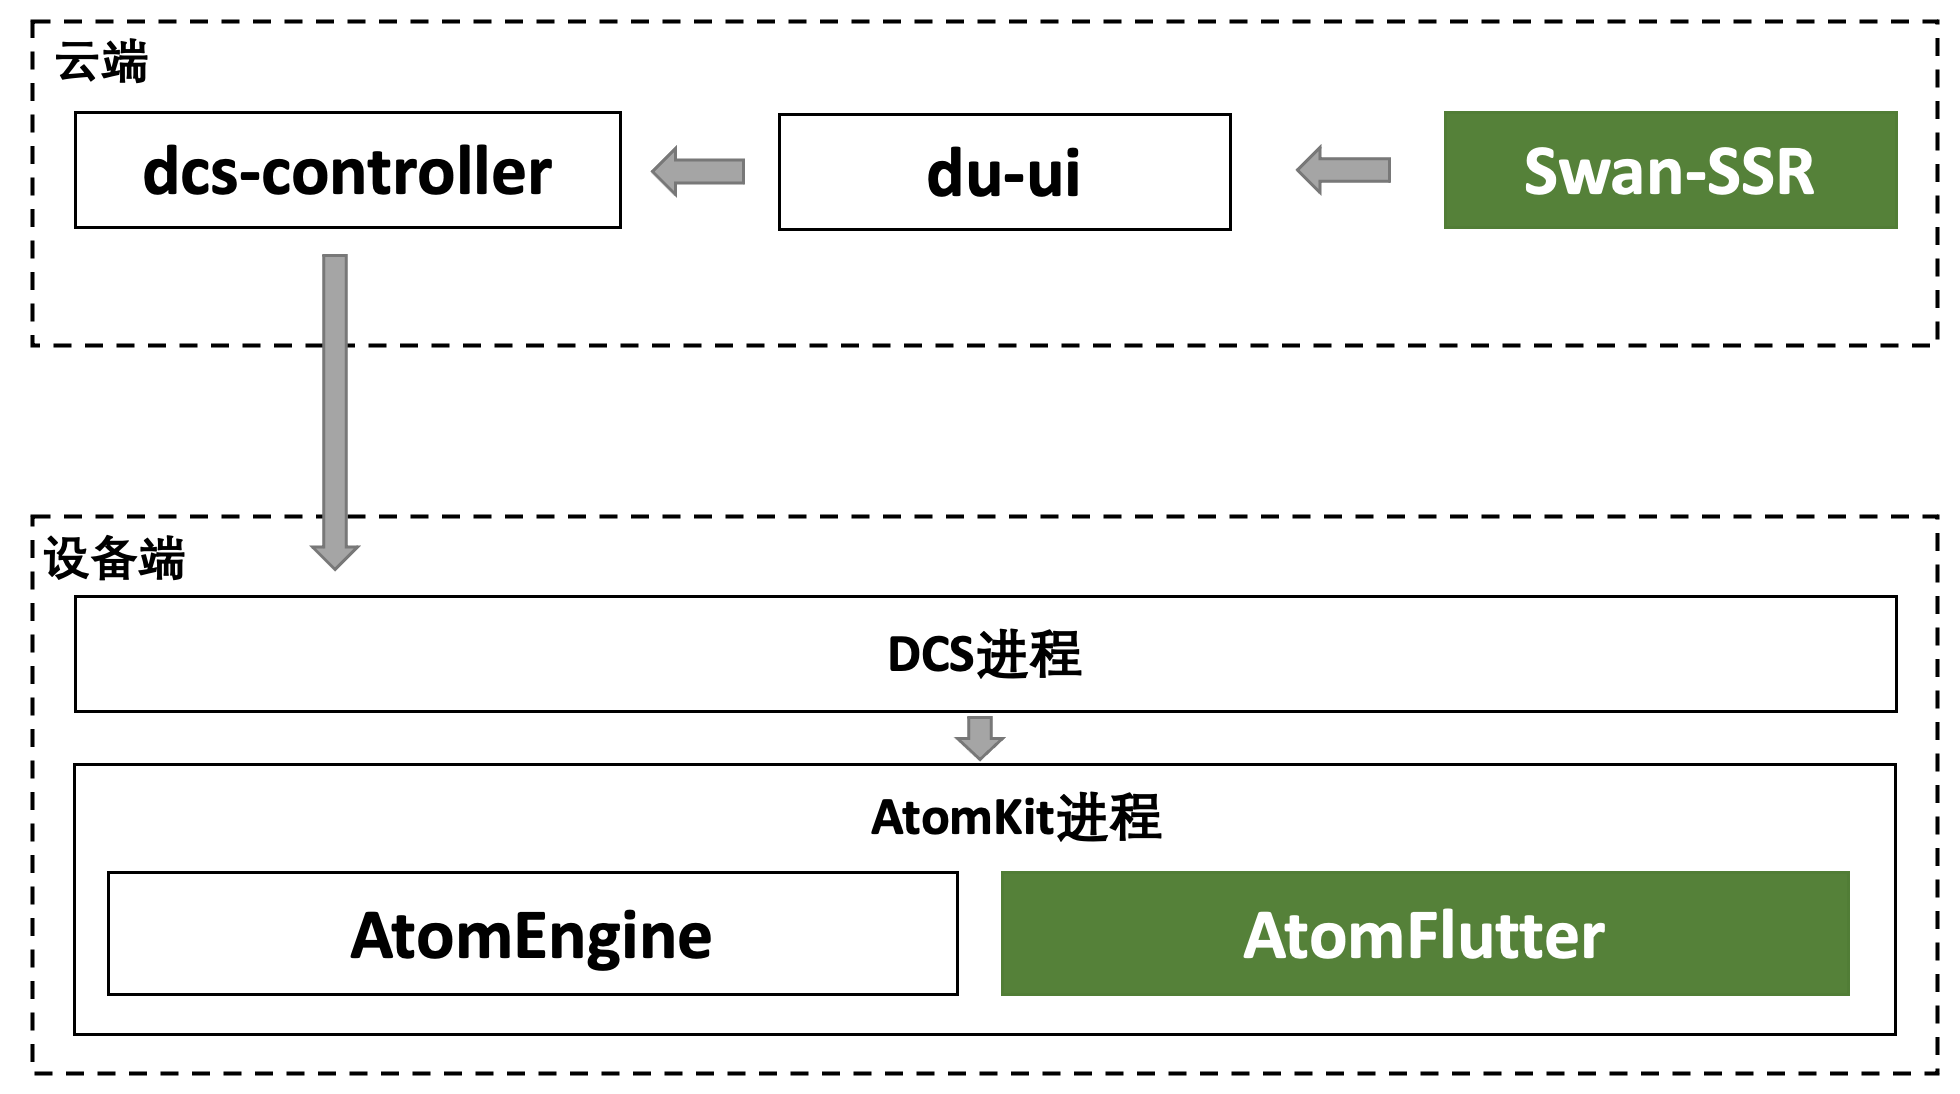 云端
dcs-controller
du-ui
Swan-SSR
设备端
DCS进程
AtomKit进程
AtomEngine
AtomFlutter